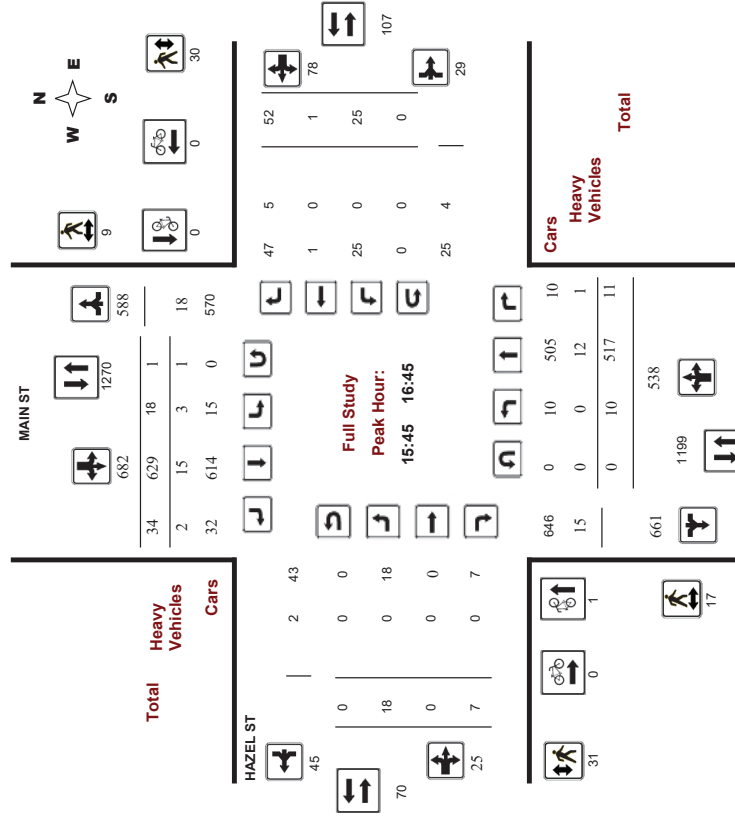 MAIN ST
1270
682
588
34 629 18 1
2 15 3 1 18
32 614 15 0 570
Total
Heavy
Vehicles
Cars
N
W E
S
9
30
0
0
107
78
29
52
1
25
0
5
0
0
0
4
47
1
25
0
25
Full Study
Peak Hour:
15:45 16:45
HAZEL ST
45
70
25
2 43
0 0 0
18 0 18
0 0 0
7 0 7
31
0
1
17
Cars
Heavy
Vehicles
Total
646 0 10 505 10
15 0 0 12 1
0 10 517 11
661
538
1199